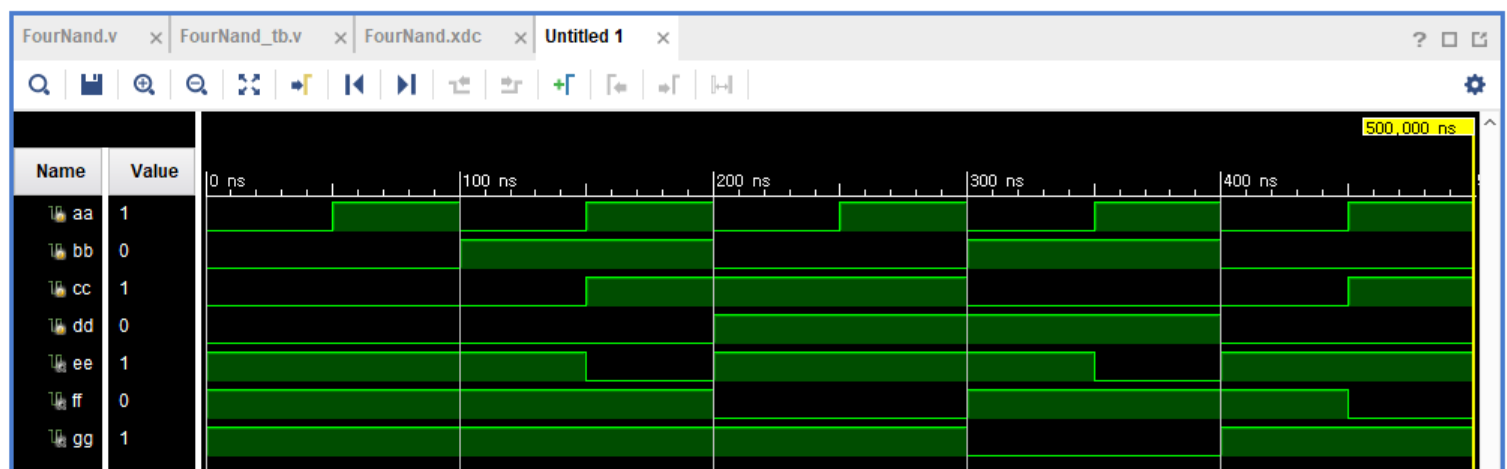 FourNand.v × FourNand_tb.v × FourNand.xdc × Untitled 1 ×
?
500,000 ns
Name Value
0 ns 100 ns 200 ns 300 ns 400 ns
aa 1
bb 0
cc 1
dd 0
ee 1
ff 0
gg 1